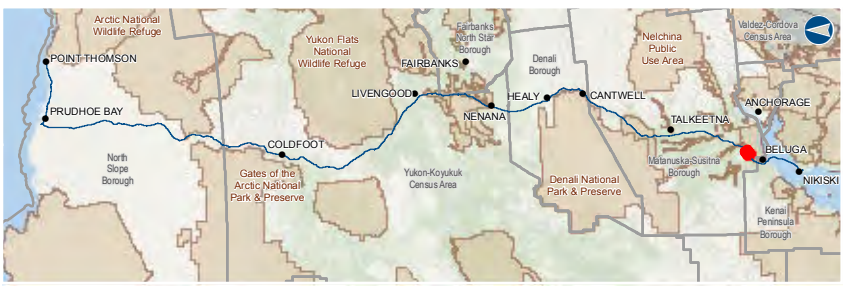 Arctic National
Wildlife Refuge
Yukon Flats
National
Wildlife Refuge
Fairbanks
North Star
Borough
Nelchina
Public
Use Area
Valdez-Cordova
Census Area
POINT THOMSON
FAIRBANKS
Denali
Borough
LIVENGOOD
HEALY
CANTWELL
ANCHORAGE
PRUDHOE BAY
NENANA
TALKEETNA
COLDFOOT
BELUGA
North
Slope
Borough
Gates of the
Arctic National
Park & Preserve
Yukon-Koyukuk
Census Area
Denali National
Park & Preserve
Matanuska-Susitna
Borough
NIKISKI
Kenai
Peninsula
Borough